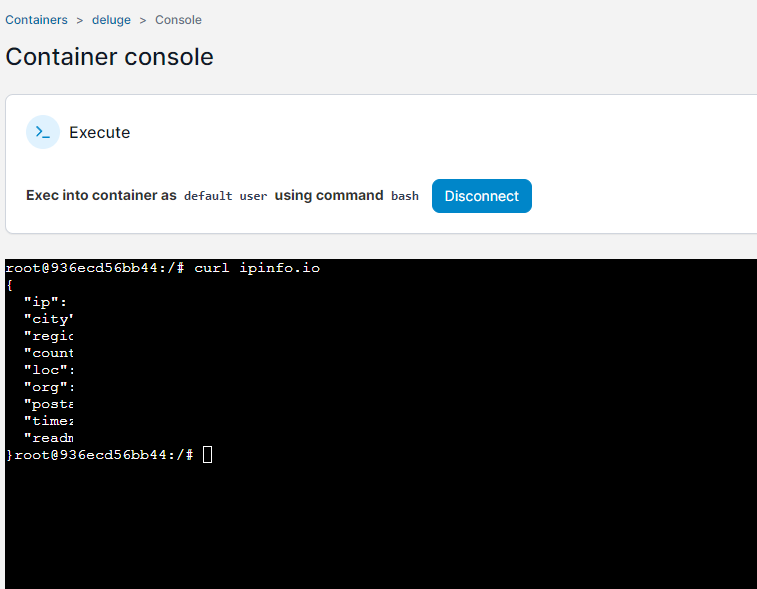 Containers > deluge > Console
Container console
>_ Execute
Exec into container as default user using command bash Disconnect
root@936ecd56bb44:/# curl ipinfo.io
{
"ip":
"city"
"regio
"count
"loc":
"org":
"posta
"timez
"readm
}root@936ecd56bb44:/#